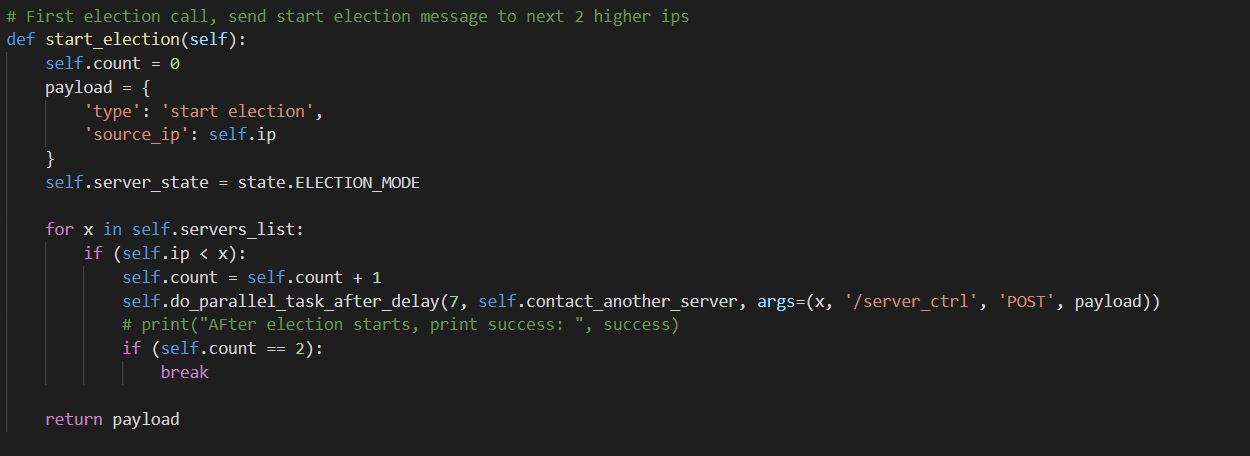 # First election call, send start election message to next 2 higher ips
def start_election(self):
    self.count = 0
    payload = {
        'type': 'start election',
        'source_ip': self.ip
    }
    self.server_state = state.ELECTION_MODE

    for x in self.servers_list:
        if (self.ip < x):
            self.count = self.count + 1
            self.do_parallel_task_after_delay(7, self.contact_another_server, args=(x, '/server_ctrl', 'POST', payload))
            # print("AFter election starts, print success: ", success)
            if (self.count == 2):
                break

    return payload